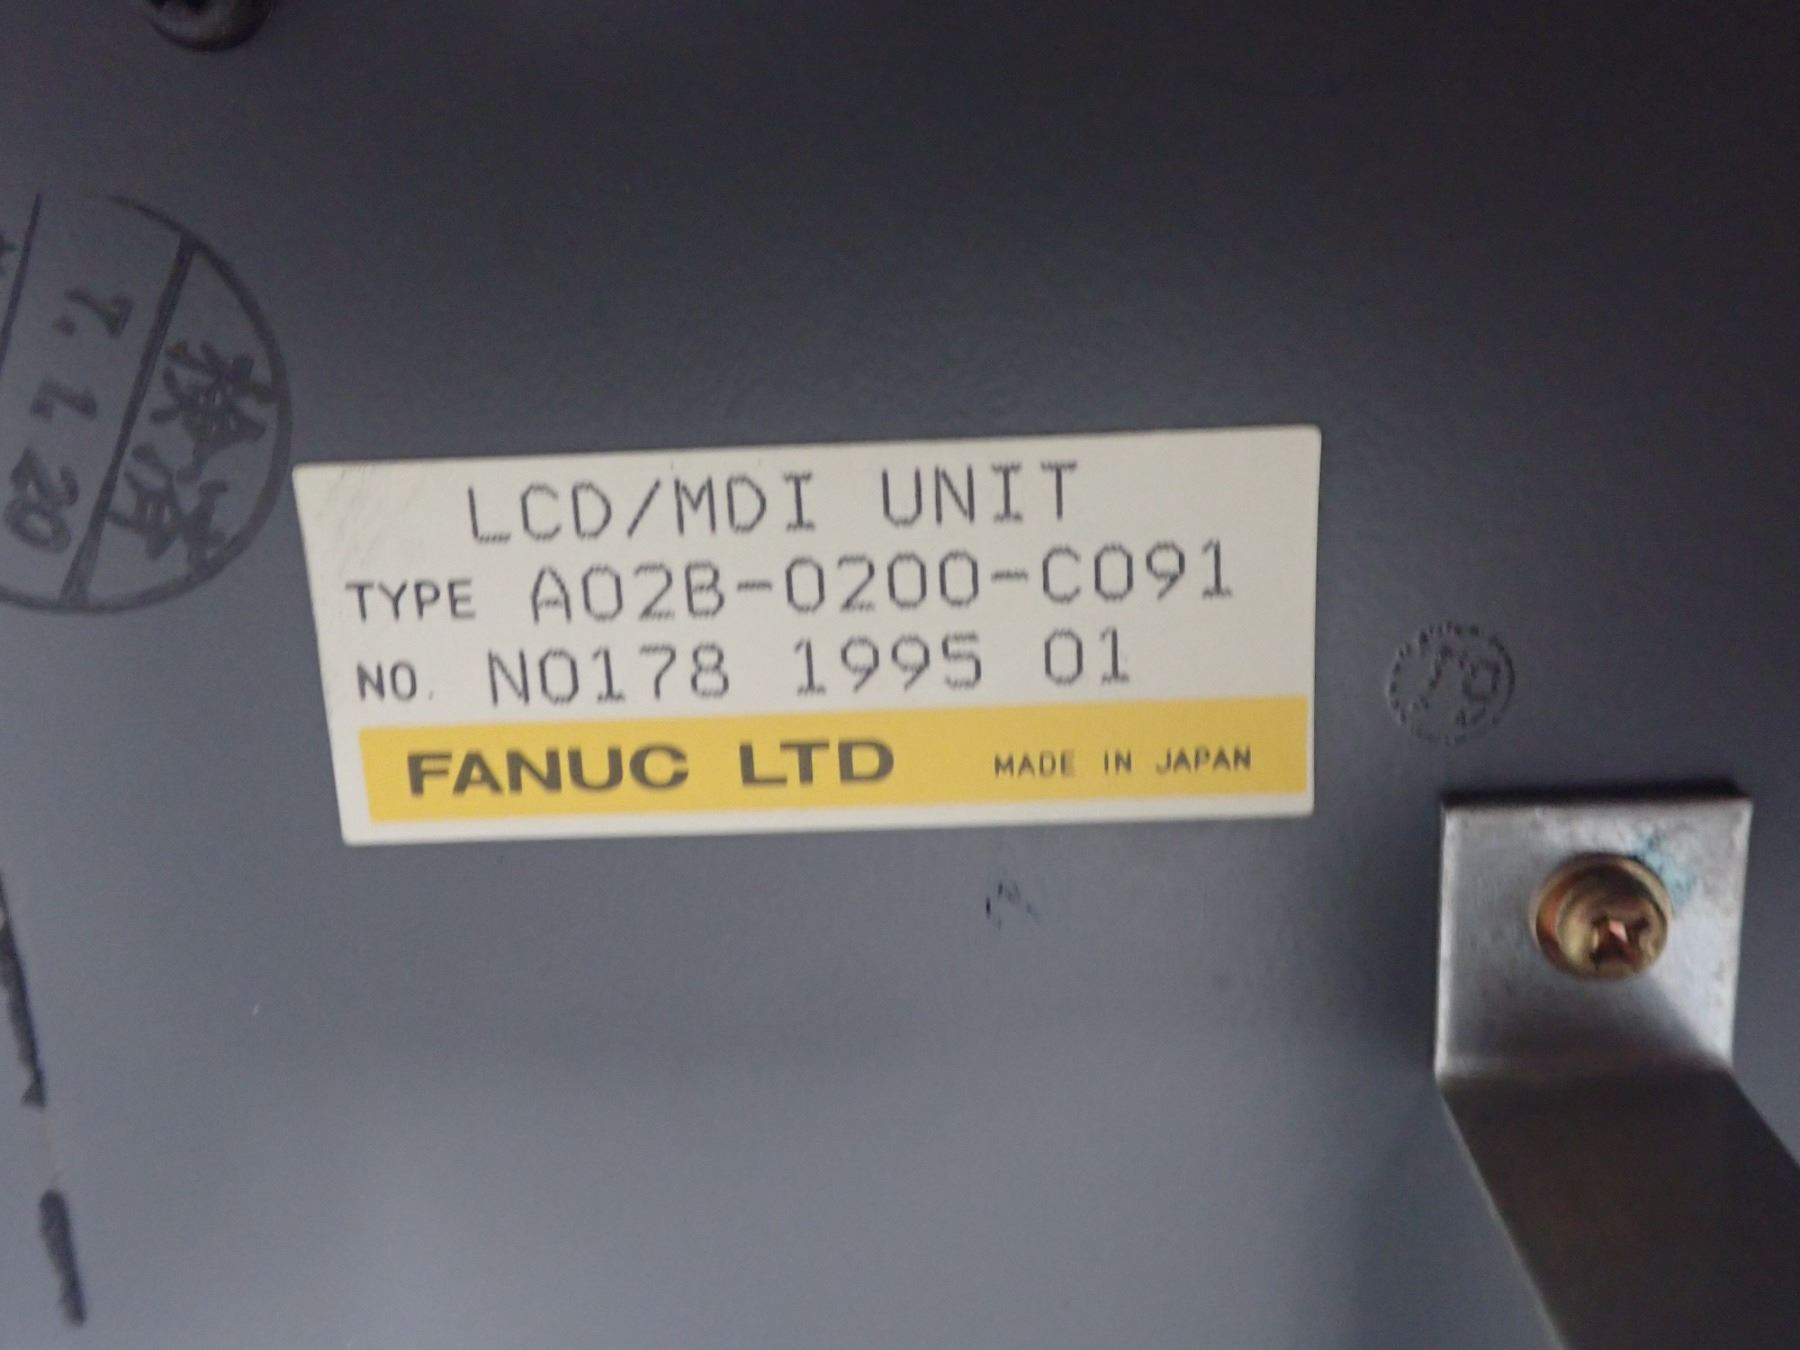 LCD/MDI UNIT
TYPE A02B-0200-C091
NO. N0178 1995 01
FANUC LTD MADE IN JAPAN
検済
7.1.20